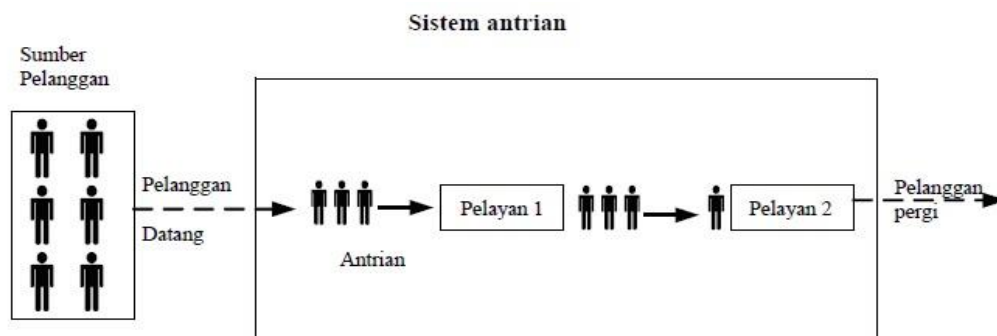 Sistem antrian
Sumber
Pelanggan
Pelanggan
Datang
Antrian
Pelayan 1
Pelayan 2
Pelanggan
pergi